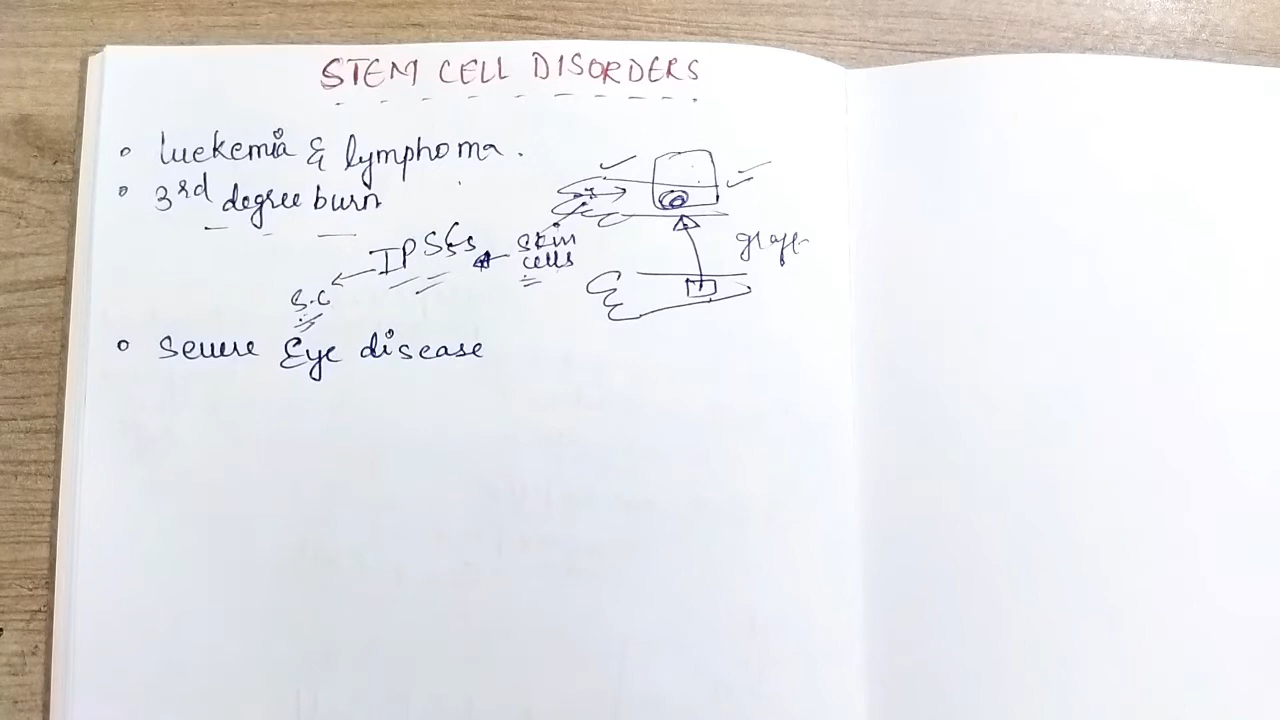 STEM CELL DISORDERS
• luekemia & lymphoma.
• 3rd degree burn
graft
IPSCs ← skin cells
S.C
• severe Eye disease